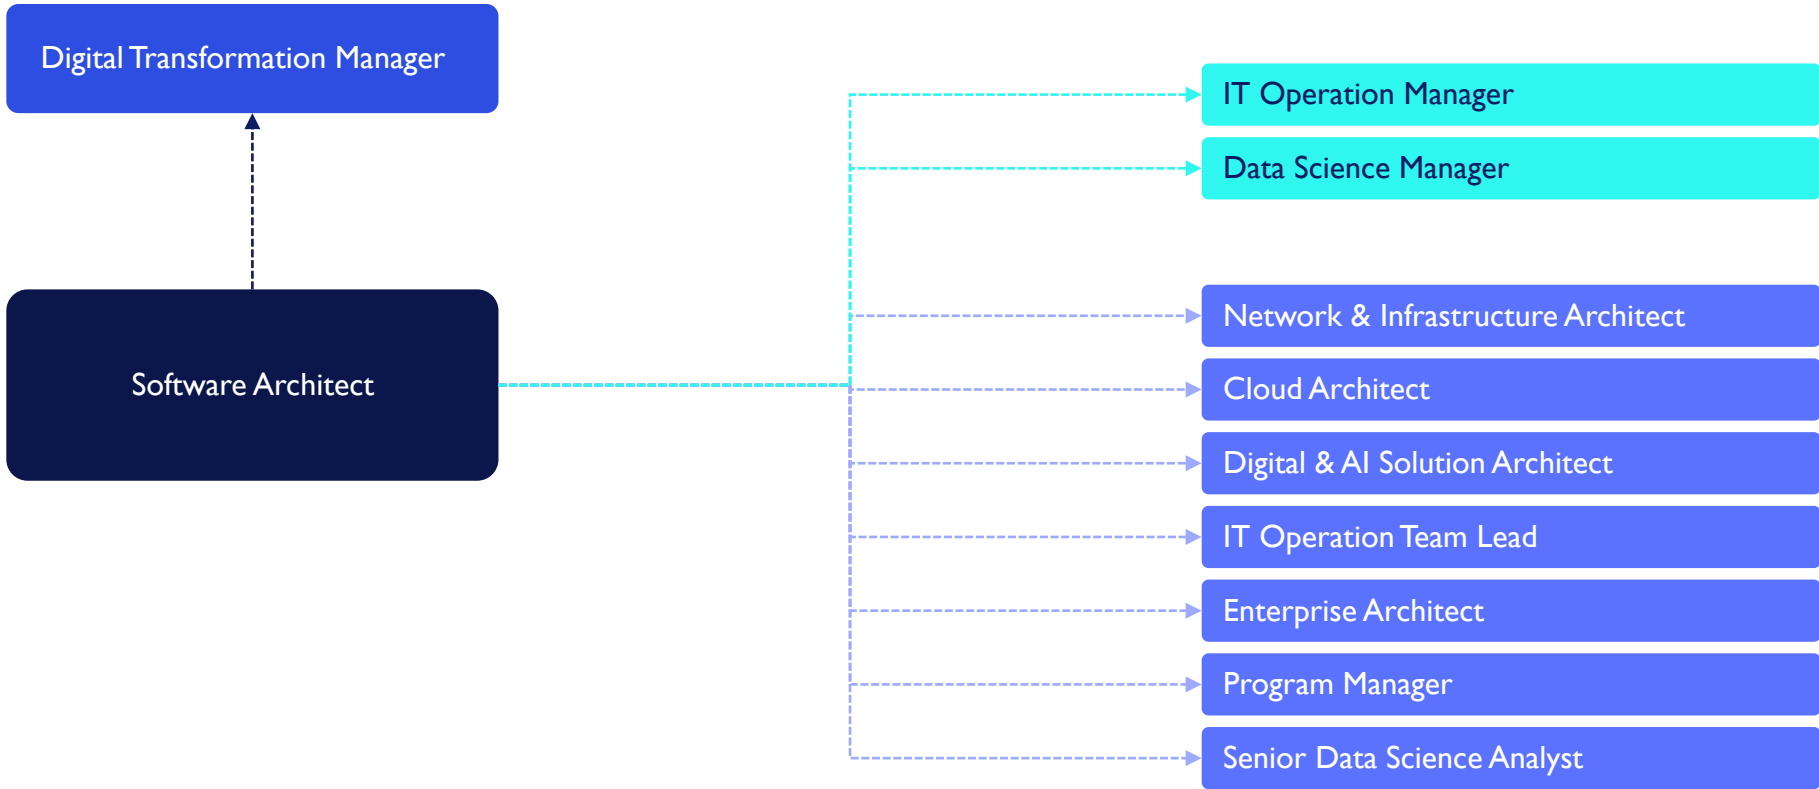 Digital Transformation Manager
IT Operation Manager
Data Science Manager
Software Architect
Network & Infrastructure Architect
Cloud Architect
Digital & AI Solution Architect
IT Operation Team Lead
Enterprise Architect
Program Manager
Senior Data Science Analyst